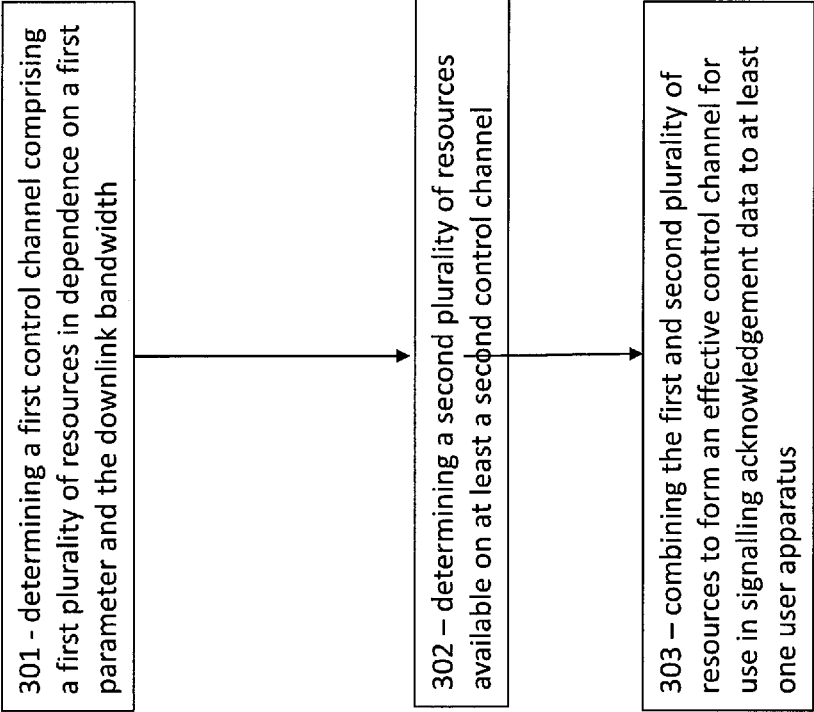 301 - determining a first control channel comprising
a first plurality of resources in dependence on a first
parameter and the downlink bandwidth
302 – determining a second plurality of resources
available on at least a second control channel
303 – combining the first and second plurality of
resources to form an effective control channel for
use in signalling acknowledgement data to at least
one user apparatus